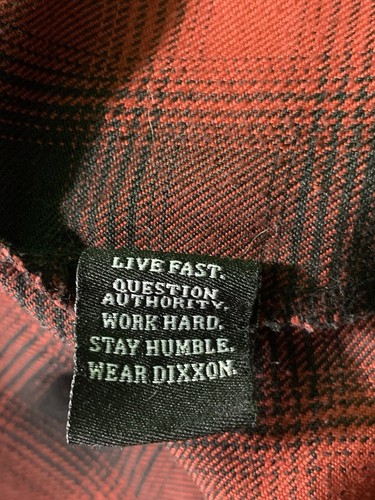 LIVE FAST.
QUESTION
AUTHORITY.
WORK HARD.
STAY HUMBLE.
WEAR DIXXON.